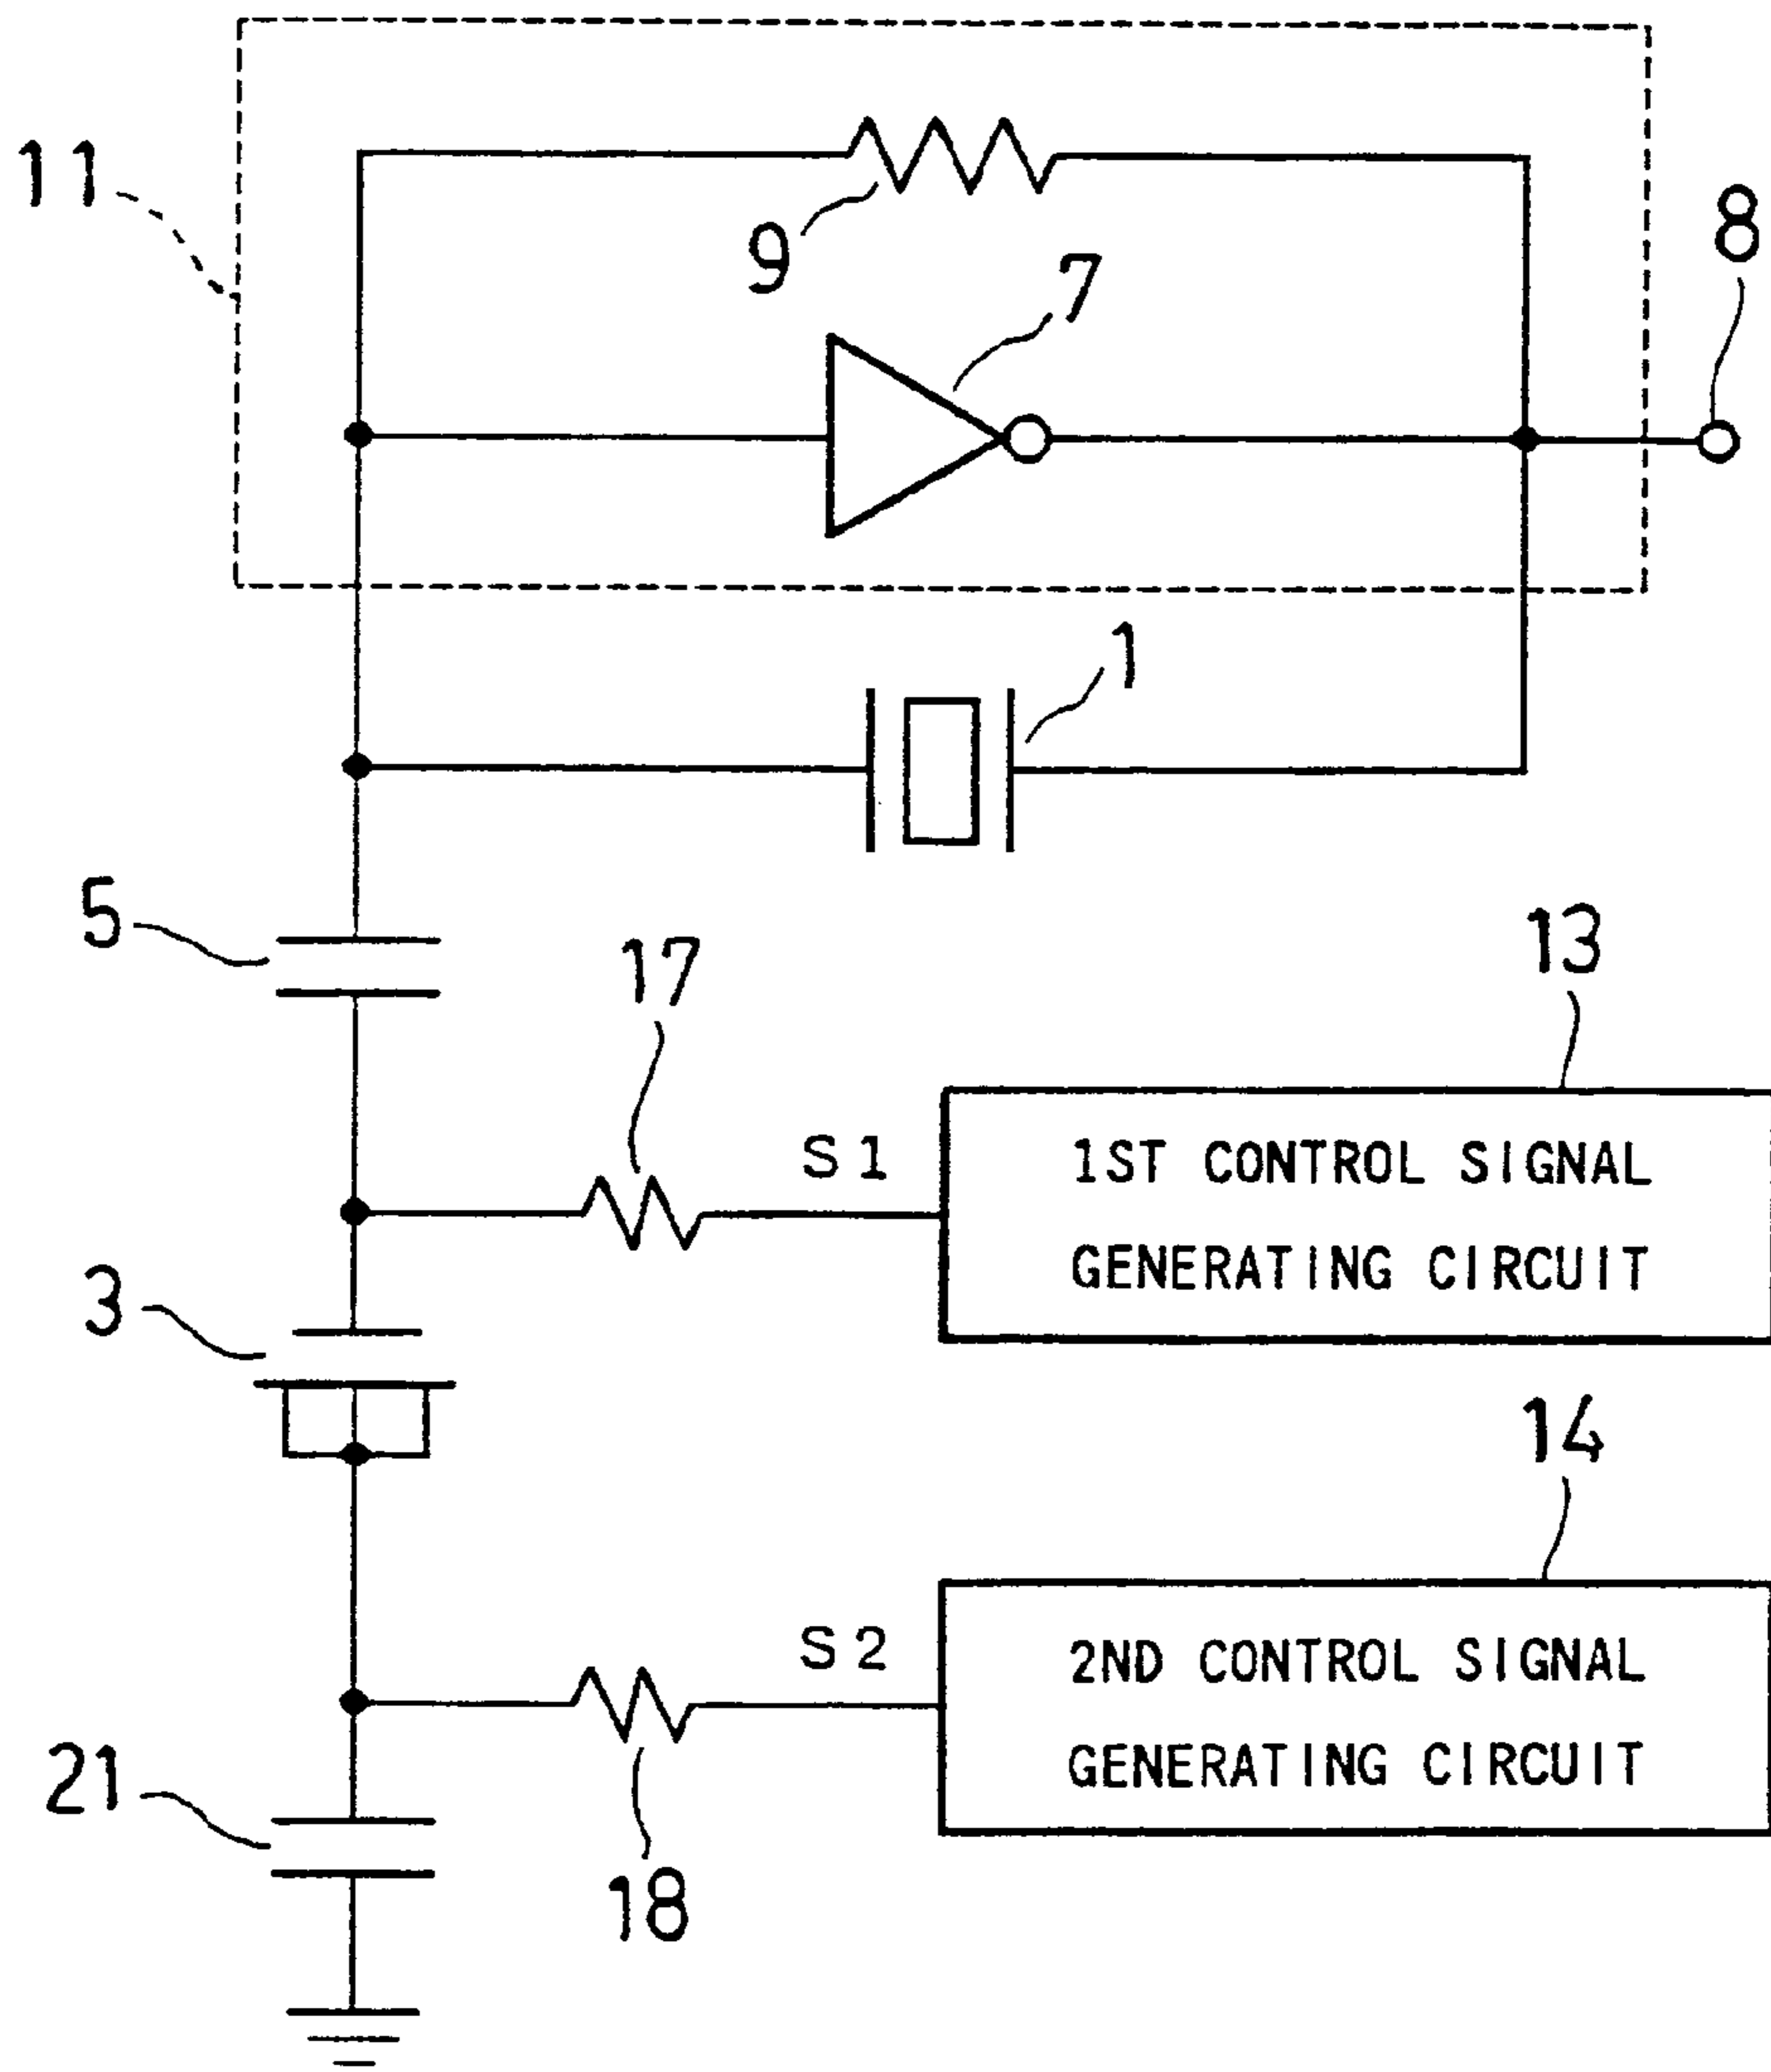 11
9
7
8
1
5
17
13
S1
1ST CONTROL SIGNAL
GENERATING CIRCUIT
3
14
S2
2ND CONTROL SIGNAL
GENERATING CIRCUIT
21
18